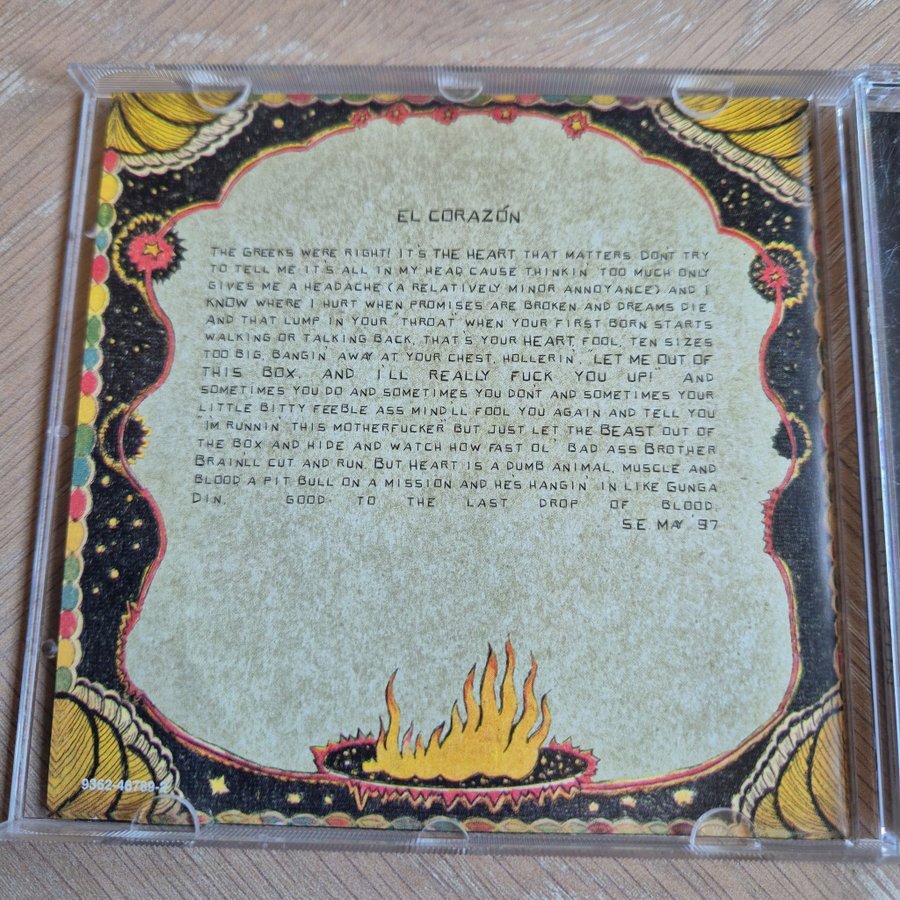 EL CORAZÓN
THE GREEKS WERE RIGHT! IT'S THE HEART THAT MATTERS. DON'T TRY
TO TELL ME IT'S ALL IN MY HEAD, CAUSE THINKIN' TOO MUCH ONLY
GIVES ME A HEADACHE (A RELATIVELY MINOR ANNOYANCE) AND I
KNOW WHERE I HURT WHEN PROMISES ARE BROKEN AND DREAMS DIE.
AND THAT LUMP IN YOUR "THROAT" WHEN YOUR FIRST BORN STARTS
WALKING OR TALKING BACK, THAT'S YOUR HEART, FOOL, TEN SIZES
TOO BIG, BANGIN' AWAY AT YOUR CHEST, HOLLERIN', "LET ME OUT OF
THIS BOX, AND I'LL REALLY FUCK YOU UP!" AND
SOMETIMES YOU DO AND SOMETIMES YOU DON'T AND SOMETIMES YOUR
LITTLE BITTY FEEBLE ASS MIND'LL FOOL YOU AGAIN AND TELL YOU
"I'M RUNNIN' THIS MOTHERFUCKER" BUT JUST LET THE BEAST OUT OF
THE BOX AND HIDE AND WATCH HOW FAST OL' BAD ASS BROTHER
BRAIN'LL CUT AND RUN. BUT HEART IS A DUMB ANIMAL, MUSCLE AND
BLOOD A PIT BULL ON A MISSION AND HE'S HANGIN' IN LIKE GUNGA
DIN, GOOD TO THE LAST DROP OF BLOOD.
S.E. MAY '97
9362-46789-2